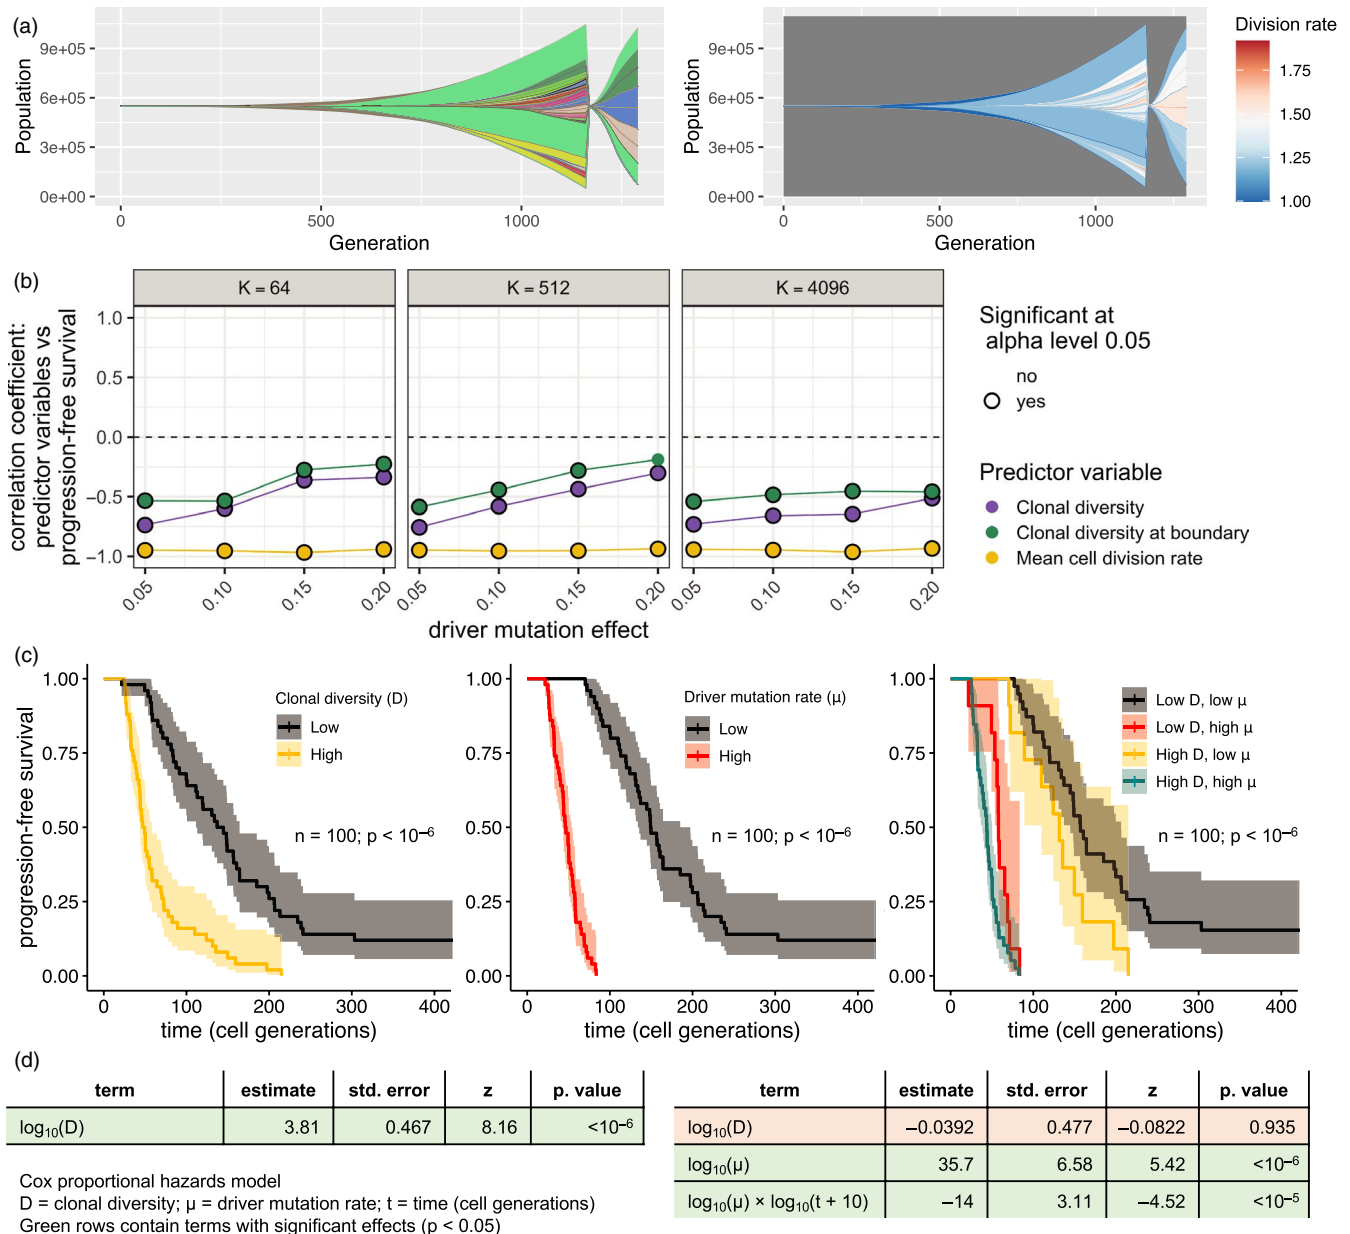 (a)
9e+05
6e+05
3e+05
0e+00
Population
0
500
1000
Generation
9e+05
6e+05
3e+05
0e+00
Population
0
500
1000
Generation
Division rate
1.75
1.50
1.25
1.00
(b)
K = 64
K = 512
K = 4096
correlation coefficient:
predictor variables vs
progression-free survival
1.0
0.5
0.0
−0.5
−1.0
0.05
0.10
0.15
0.20
0.05
0.10
0.15
0.20
0.05
0.10
0.15
0.20
driver mutation effect
Significant at
alpha level 0.05
no
yes
Predictor variable
Clonal diversity
Clonal diversity at boundary
Mean cell division rate
(c)
progression-free survival
1.00
0.75
0.50
0.25
0.00
Clonal diversity (D)
Low
High
n = 100; p < 10⁻⁶
0
100
200
300
400
time (cell generations)
1.00
0.75
0.50
0.25
0.00
Driver mutation rate (μ)
Low
High
n = 100; p < 10⁻⁶
0
100
200
300
400
time (cell generations)
1.00
0.75
0.50
0.25
0.00
Low D, low μ
Low D, high μ
High D, low μ
High D, high μ
n = 100; p < 10⁻⁶
0
100
200
300
400
time (cell generations)
(d)
term estimate std. error z p. value
log₁₀(D) 3.81 0.467 8.16 <10⁻⁶
Cox proportional hazards model
D = clonal diversity; μ = driver mutation rate; t = time (cell generations)
Green rows contain terms with significant effects (p < 0.05)
term estimate std. error z p. value
log₁₀(D) −0.0392 0.477 −0.0822 0.935
log₁₀(μ) 35.7 6.58 5.42 <10⁻⁶
log₁₀(μ) × log₁₀(t + 10) −14 3.11 −4.52 <10⁻⁵